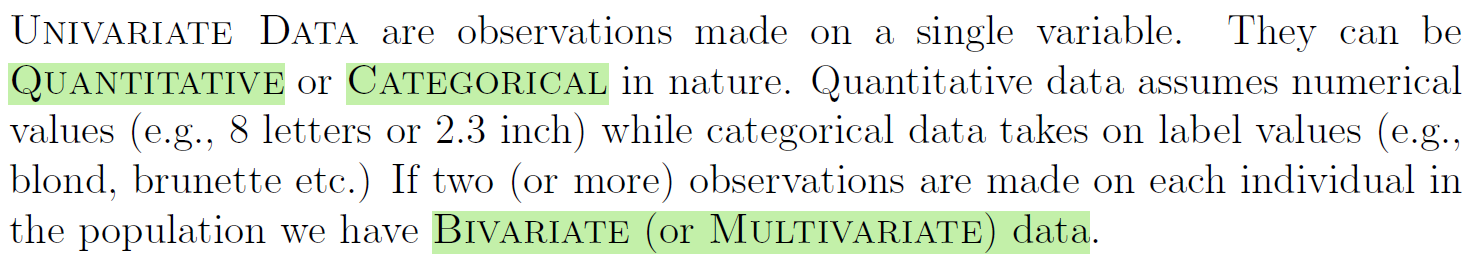 UNIVARIATE DATA are observations made on a single variable. They can be
QUANTITATIVE or CATEGORICAL in nature. Quantitative data assumes numerical
values (e.g., 8 letters or 2.3 inch) while categorical data takes on label values (e.g.,
blond, brunette etc.) If two (or more) observations are made on each individual in
the population we have BIVARIATE (or MULTIVARIATE) data.